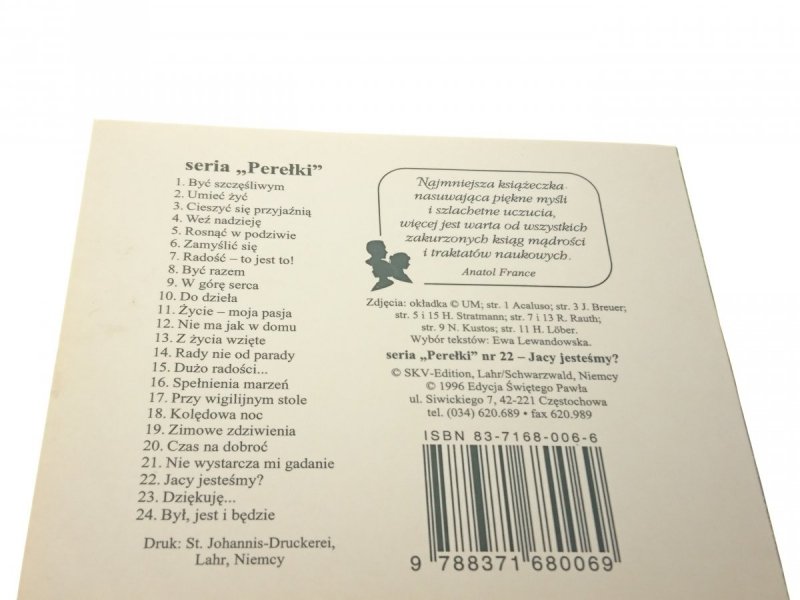 seria „Perełki”
1. Być szczęśliwym
2. Umieć żyć
3. Cieszyć się przyjaźnią
4. Weź nadzieję
5. Rosnąć w podziwie
6. Zamyślić się
7. Radość – to jest to!
8. Być razem
9. W górę serca
10. Do dzieła
11. Życie – moja pasja
12. Nie ma jak w domu
13. Z życia wzięte
14. Rady nie od parady
15. Dużo radości...
16. Spełnienia marzeń
17. Przy wigilijnym stole
18. Kolędowa noc
19. Zimowe zdziwienia
20. Czas na dobroć
21. Nie wystarcza mi gadanie
22. Jacy jesteśmy?
23. Dziękuję...
24. Był, jest i będzie
Druk: St. Johannis-Druckerei,
Lahr, Niemcy
Najmniejsza książeczka
nasuwająca piękne myśli
i szlachetne uczucia,
więcej jest warta od wszystkich
zakurzonych ksiąg mądrości
i traktatów naukowych.
Anatol France
Zdjęcia: okładka © UM; str. 1 Acaluso; str. 3 J. Breuer;
str. 5 i 15 H. Stratmann; str. 7 i 13 R. Rauth;
str. 9 N. Kustos; str. 11 H. Löber.
Wybór tekstów: Ewa Lewandowska.
seria „Perełki” nr 22 – Jacy jesteśmy?
© SKV-Edition, Lahr/Schwarzwald, Niemcy
© 1996 Edycja Świętego Pawła
ul. Siwickiego 7, 42-221 Częstochowa
tel. (034) 620.689 • fax 620.989
ISBN 83-7168-006-6
9 788371 680069